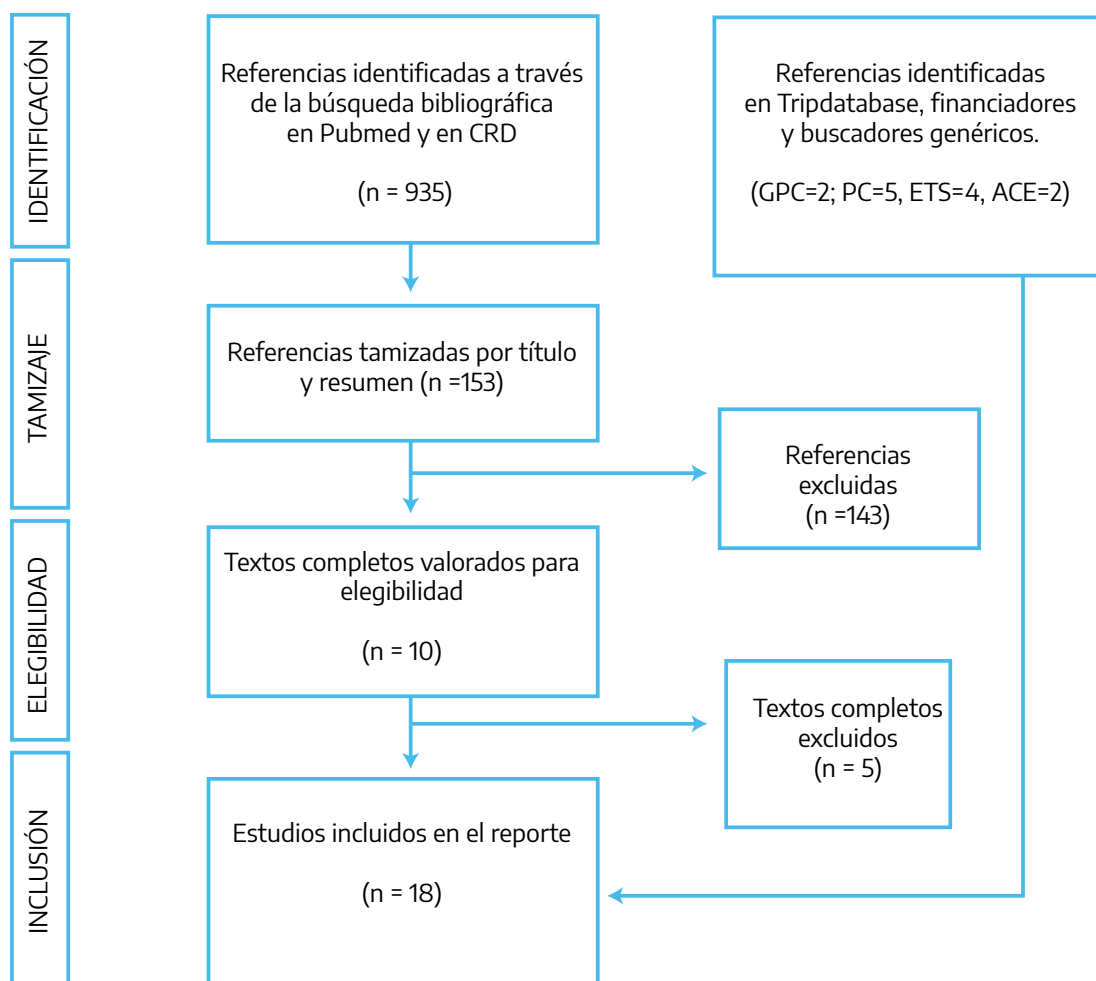 IDENTIFICACIÓN
Referencias identificadas a través
de la búsqueda bibliográfica
en Pubmed y en CRD
(n = 935)
Referencias identificadas
en Tripdatabase, financiadores
y buscadores genéricos.
(GPC=2; PC=5, ETS=4, ACE=2)
TAMIZAJE
Referencias tamizadas por título
y resumen (n =153)
Referencias
excluidas
(n =143)
ELEGIBILIDAD
Textos completos valorados para
elegibilidad
(n = 10)
Textos completos
excluidos
(n = 5)
INCLUSIÓN
Estudios incluidos en el reporte
(n = 18)